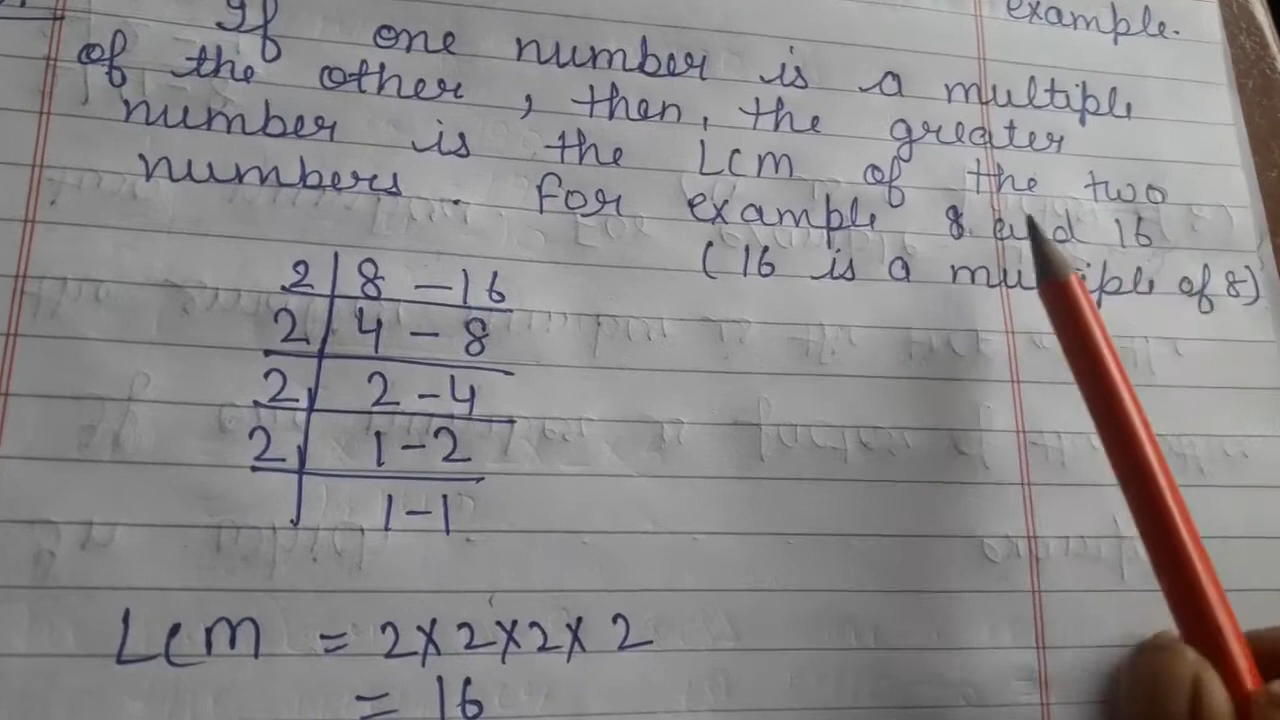 example.
If one number is a multiple
of the other, then, the greater
number is the LCM of the two
numbers. For example 8 and 16
(16 is a multiple of 8)
2 | 8 - 16
2 | 4 - 8
2 | 2 - 4
2 | 1 - 2
| 1 - 1
LCM = 2 X 2 X 2 X 2
= 16